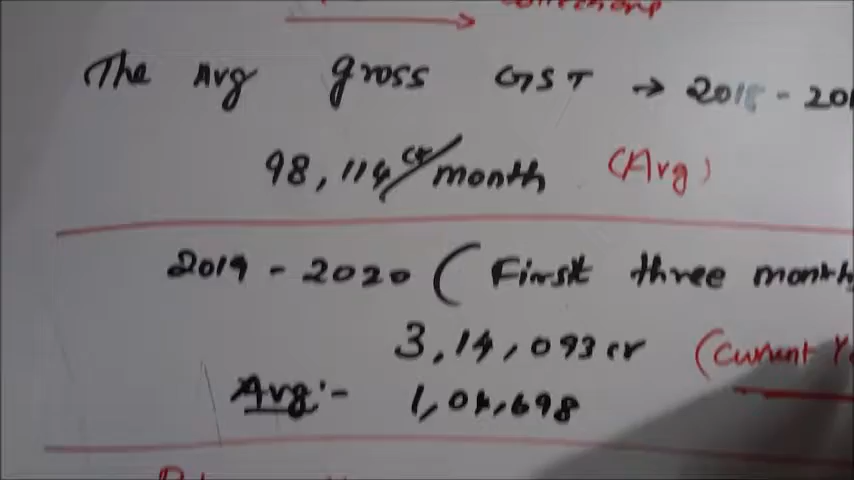 The Avg gross GST → 2018 - 20
98,114 cr/month (Avg)
2019 - 2020 ( First three month
3,14,093 cr (Current Y
Avg:- 1,04,698